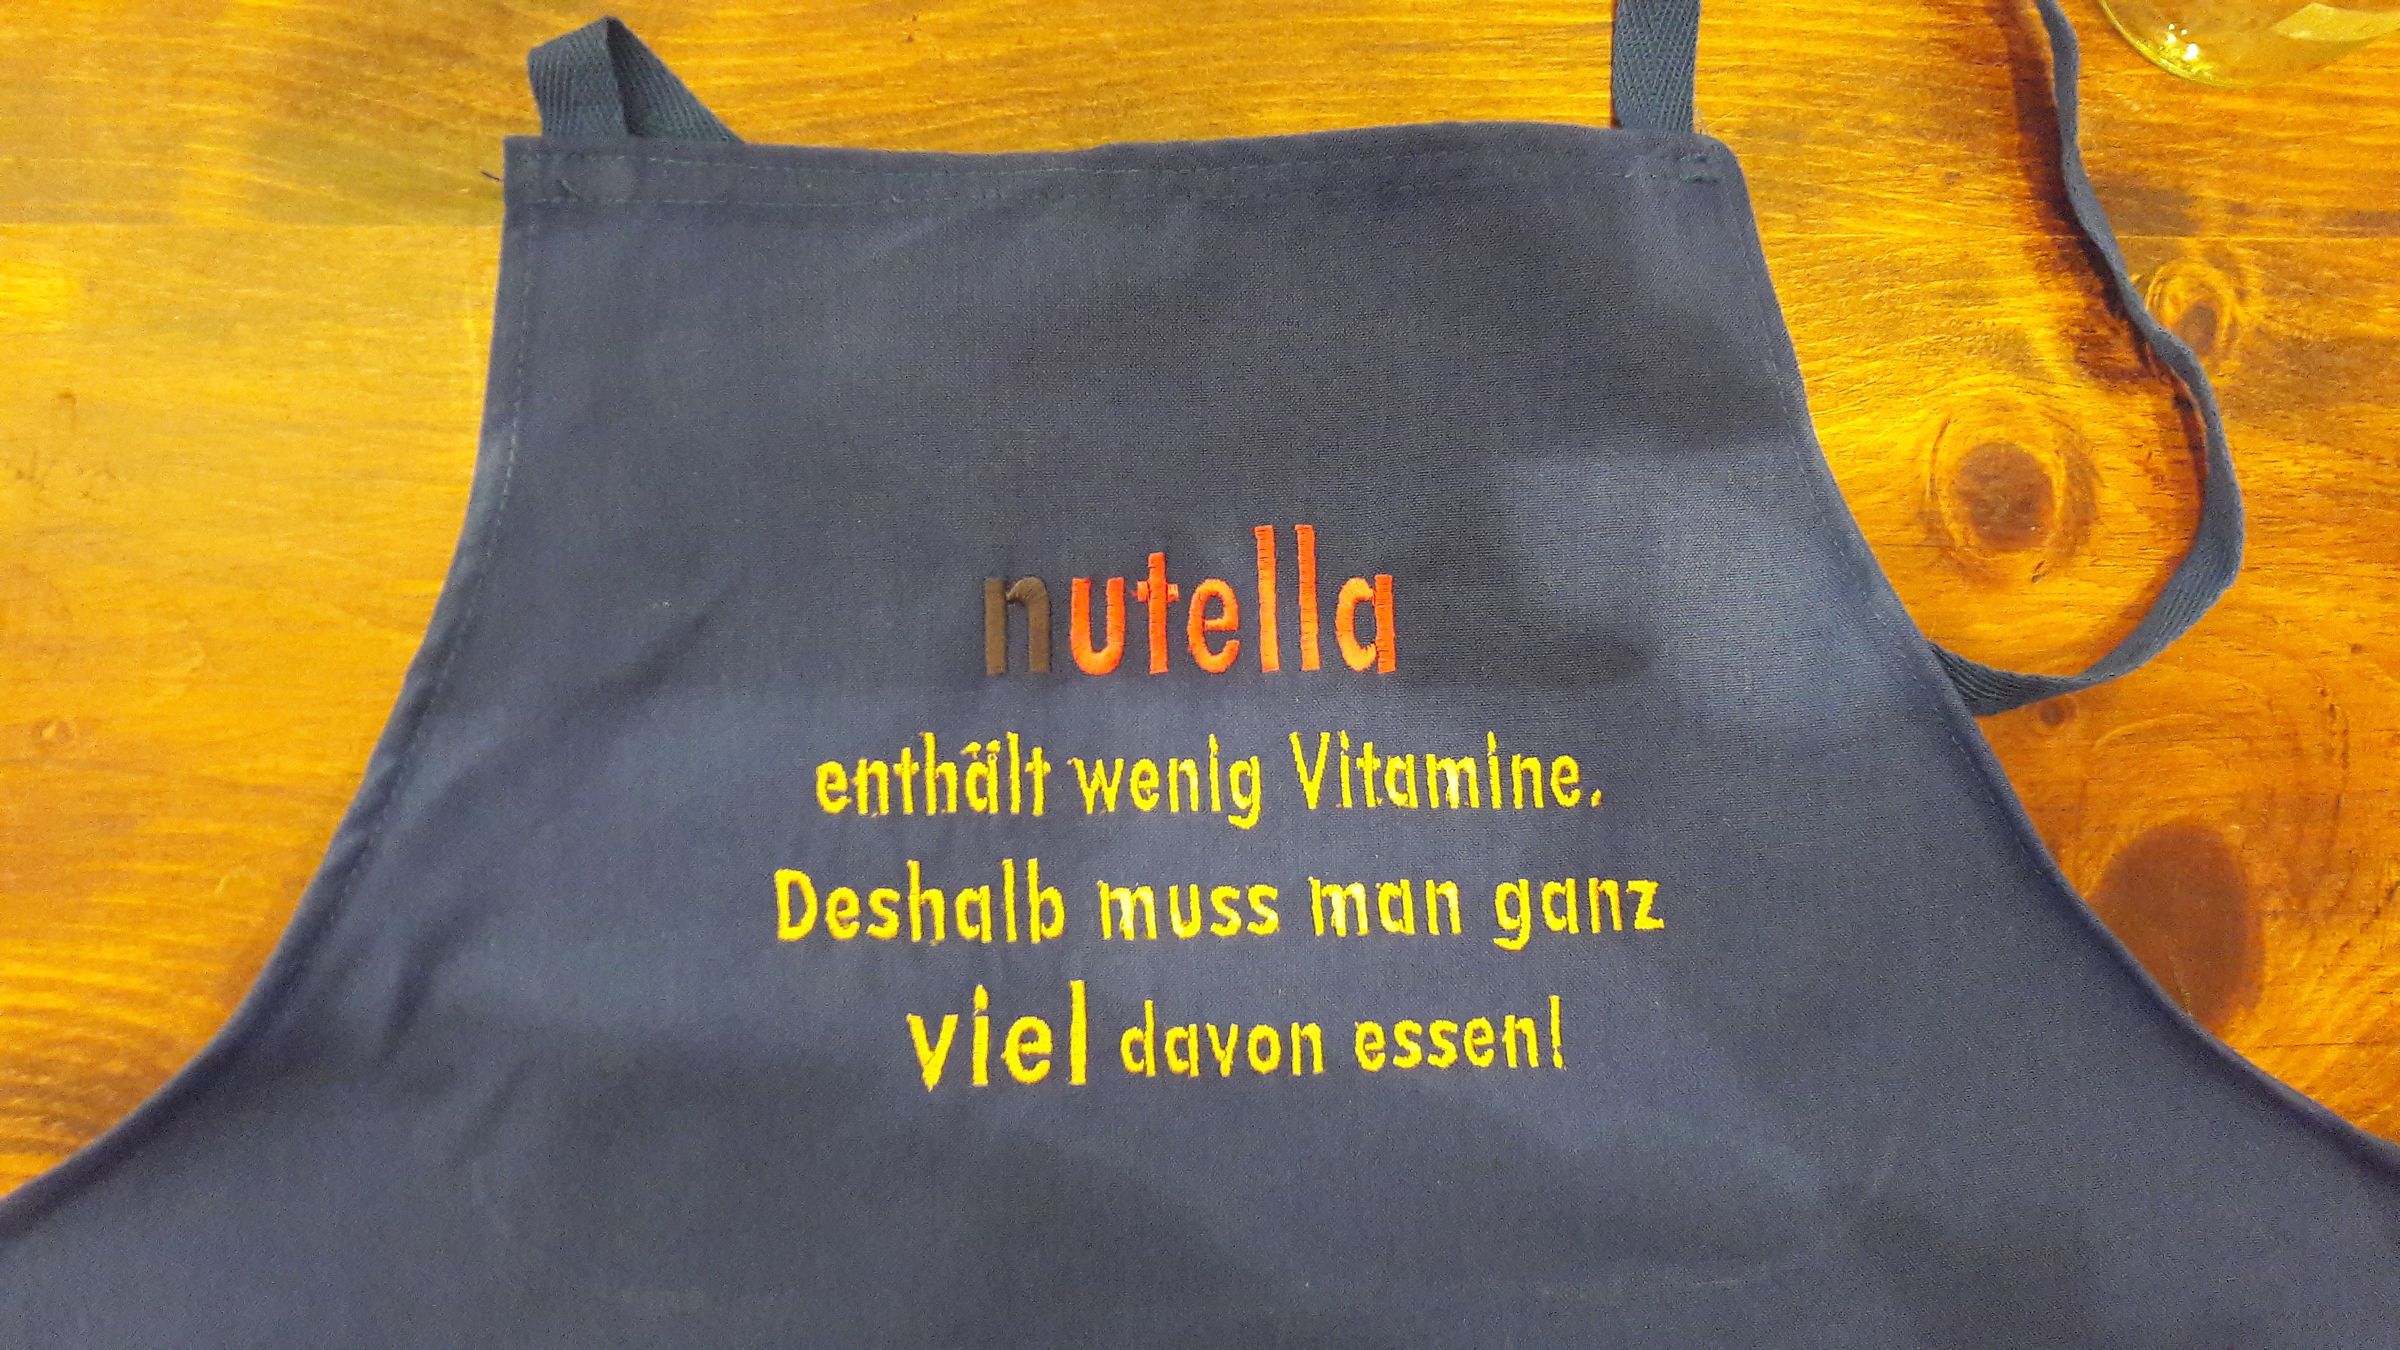 nutella
enthält wenig Vitamine.
Deshalb muss man ganz
viel davon essen!